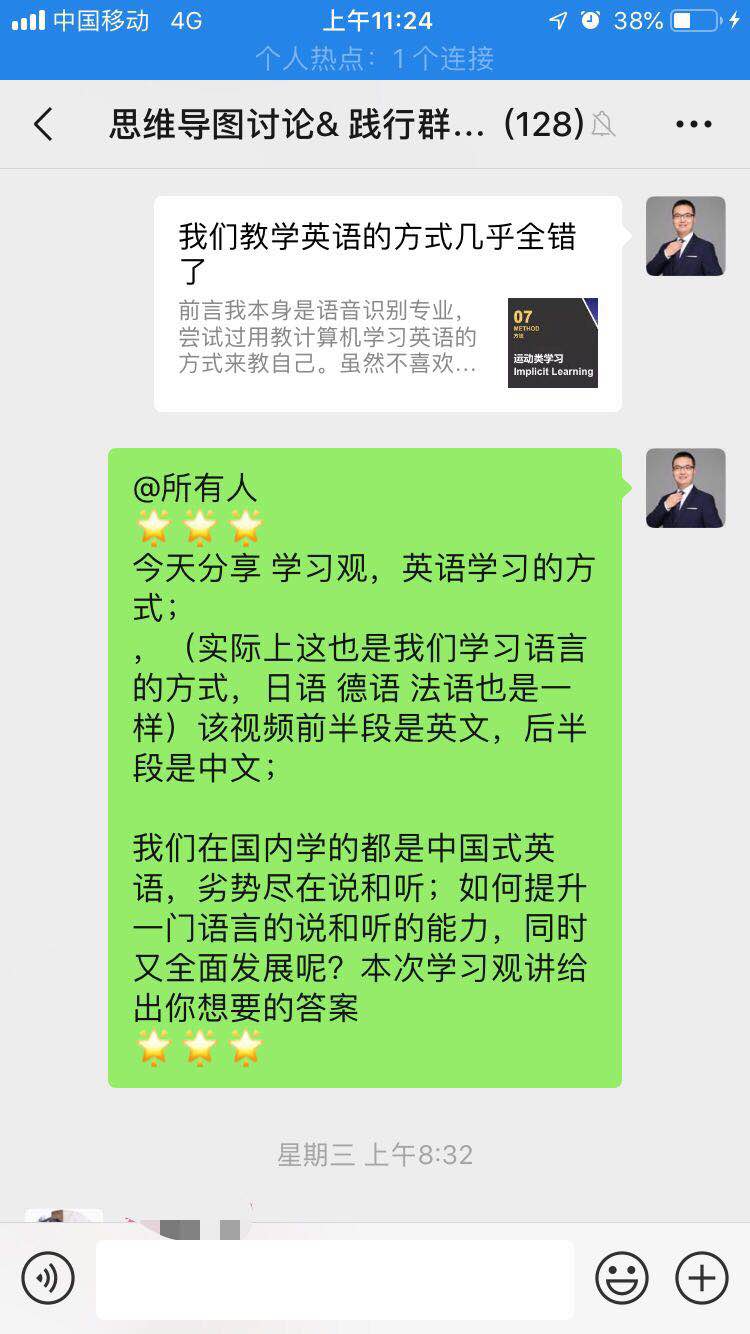 中国移动 4G 上午11:24 38%
个人热点：1个连接
思维导图讨论& 践行群... (128)
我们教学英语的方式几乎全错
了
前言我本身是语音识别专业，
尝试过用教计算机学习英语的
方式来教自己。虽然不喜欢...
07
METHOD
方法
运动类学习
Implicit Learning
@所有人
今天分享 学习观，英语学习的方
式；
，（实际上这也是我们学习语言
的方式，日语 德语 法语也是一
样）该视频前半段是英文，后半
段是中文；
我们在国内学的都是中国式英
语，劣势尽在说和听；如何提升
一门语言的说和听的能力，同时
又全面发展呢？本次学习观讲给
出你想要的答案
星期三 上午8:32